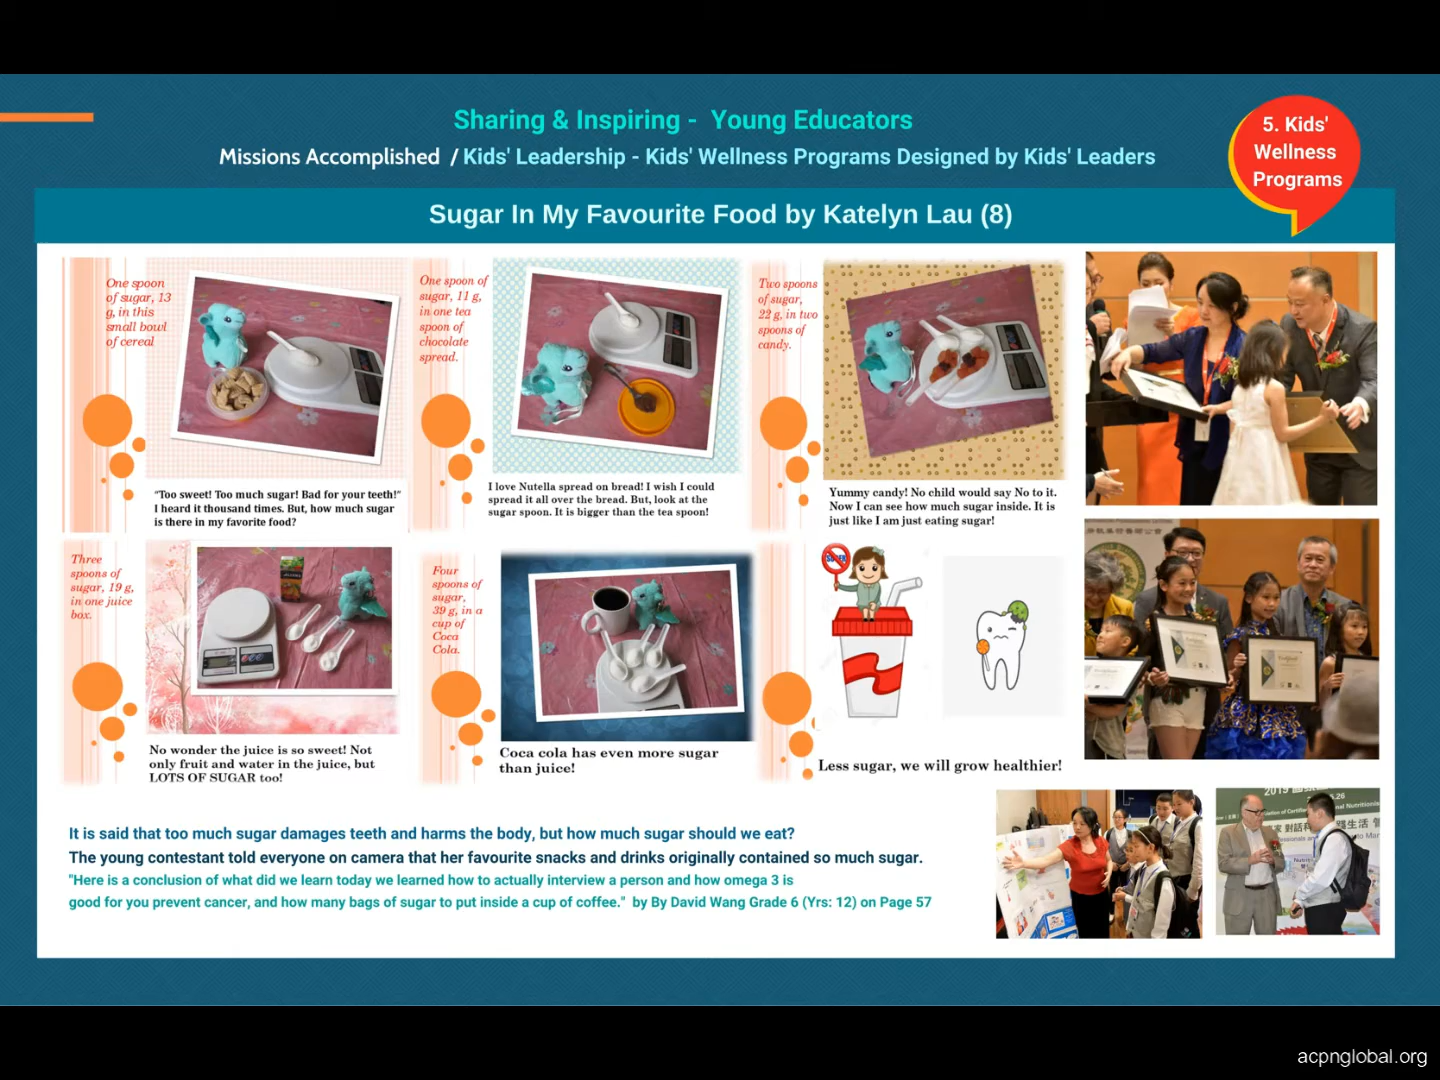 Sharing & Inspiring - Young Educators
Missions Accomplished / Kids' Leadership - Kids' Wellness Programs Designed by Kids' Leaders
5. Kids'
Wellness
Programs
Sugar In My Favourite Food by Katelyn Lau (8)
One spoon
of sugar, 13
g, in this
small bowl
of cereal
"Too sweet! Too much sugar! Bad for your teeth!"
I heard it thousand times. But, how much sugar
is there in my favorite food?
One spoon of
sugar, 11 g,
in one tea
spoon of
chocolate
spread.
I love Nutella spread on bread! I wish I could
spread it all over the bread. But, look at the
sugar spoon. It is bigger than the tea spoon!
Two spoons
of sugar,
22 g, in two
spoons of
candy.
Yummy candy! No child would say No to it.
Now I can see how much sugar inside. It is
just like I am just eating sugar!
Three
spoons of
sugar, 19 g,
in one juice
box.
No wonder the juice is so sweet! Not
only fruit and water in the juice, but
LOTS OF SUGAR too!
Four
spoons of
sugar,
39 g, in a
cup of
Coca
Cola.
Coca cola has even more sugar
than juice!
Less sugar, we will grow healthier!
It is said that too much sugar damages teeth and harms the body, but how much sugar should we eat?
The young contestant told everyone on camera that her favourite snacks and drinks originally contained so much sugar.
"Here is a conclusion of what did we learn today we learned how to actually interview a person and how omega 3 is
good for you prevent cancer, and how many bags of sugar to put inside a cup of coffee." by By David Wang Grade 6 (Yrs: 12) on Page 57
acpnglobal.org